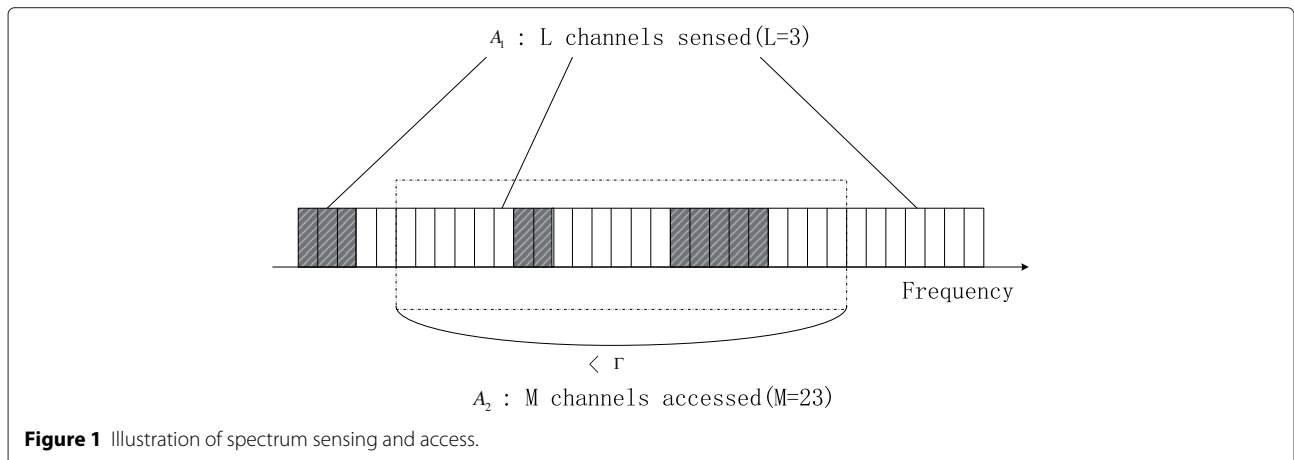 A₁ : L channels sensed(L=3)
Frequency
< Γ
A₂ : M channels accessed(M=23)
Figure 1 Illustration of spectrum sensing and access.